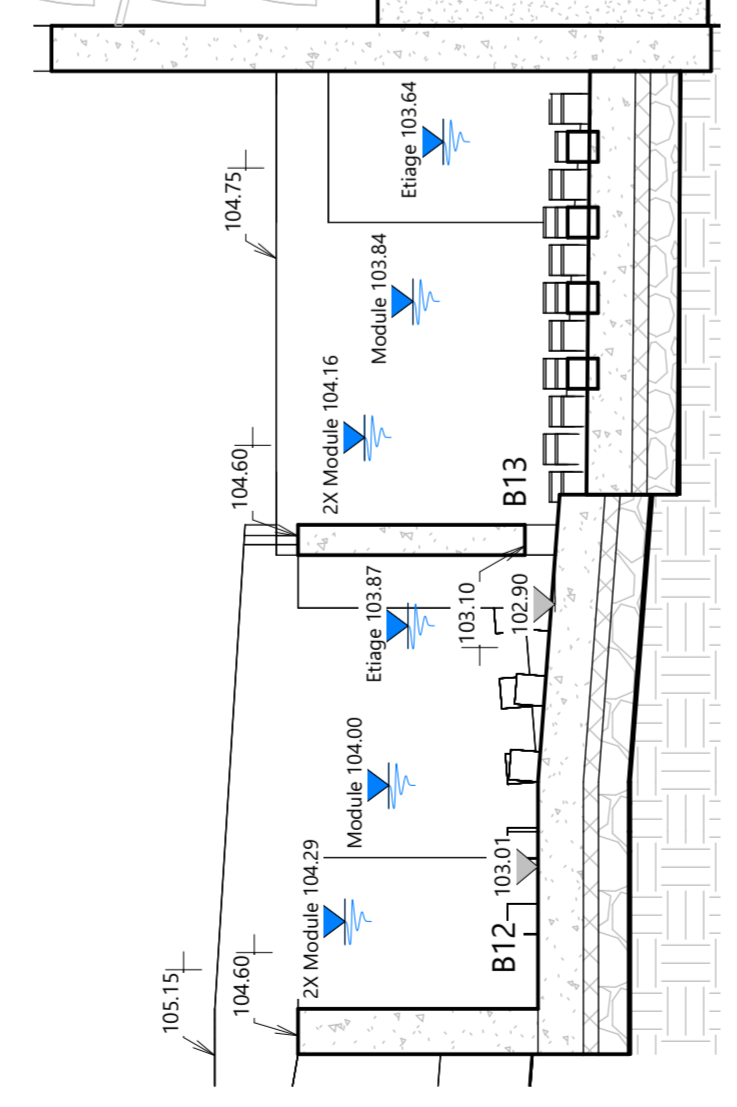 Etiage 103.64
104.75
Module 103.84
2X Module 104.16
104.60
B13
Etiage 103.87
103.10
102.90
Module 104.00
2X Module 104.29
103.01
B12
105.15
104.60